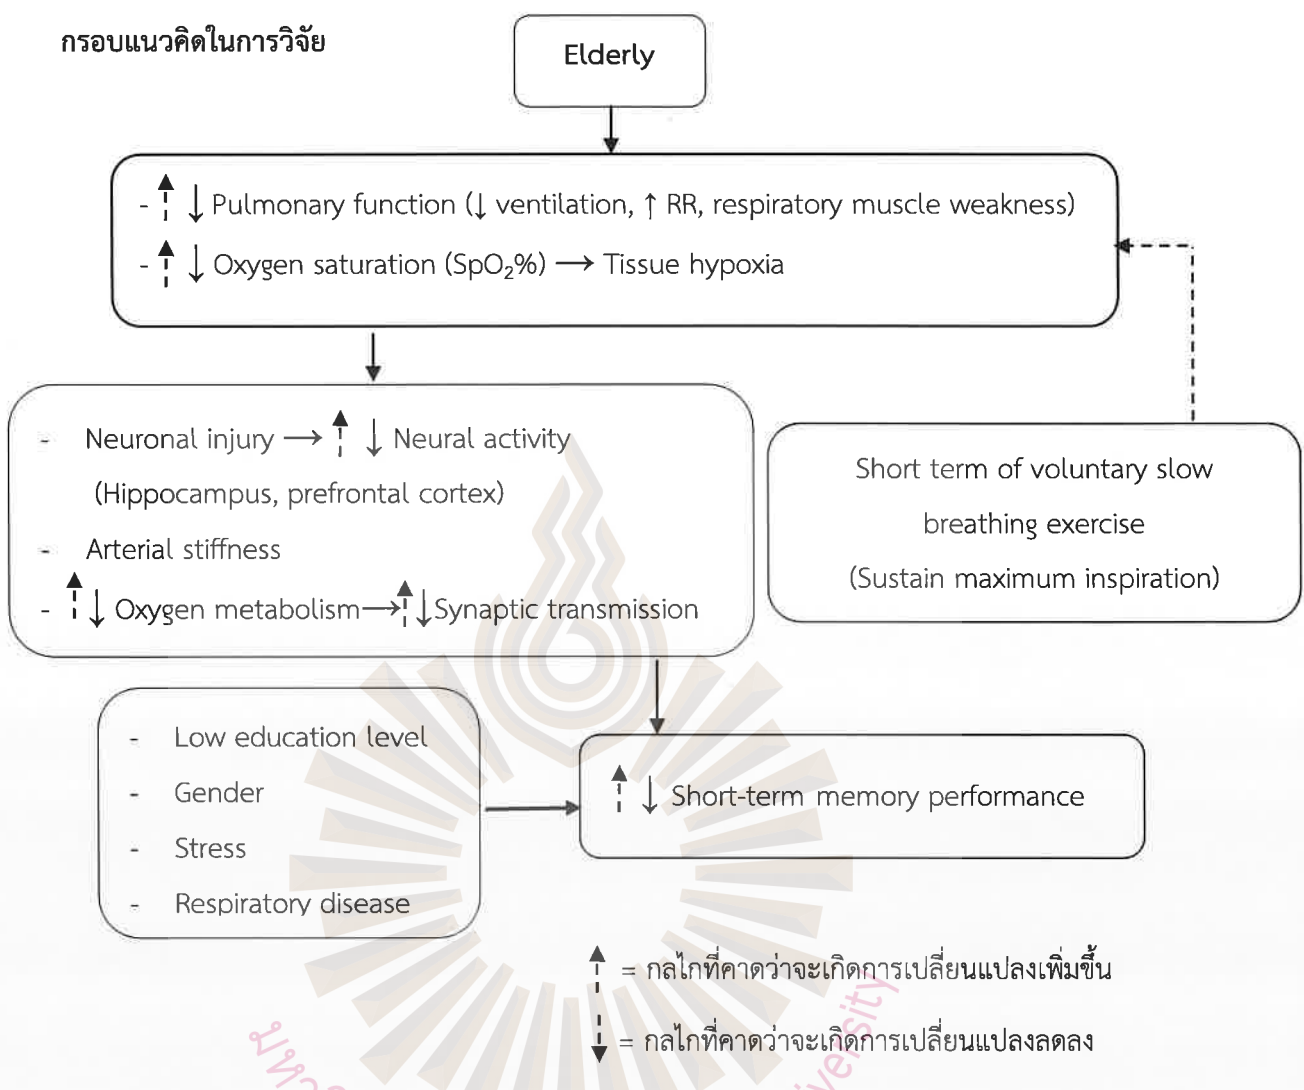 กรอบแนวคิดในการวิจัย
Elderly
- ↑ ↓ Pulmonary function (↓ ventilation, ↑ RR, respiratory muscle weakness)
- ↑ ↓ Oxygen saturation (SpO₂%) → Tissue hypoxia
- Neuronal injury → ↑ ↓ Neural activity
(Hippocampus, prefrontal cortex)
- Arterial stiffness
- ↑ ↓ Oxygen metabolism → ↑ ↓ Synaptic transmission
Short term of voluntary slow
breathing exercise
(Sustain maximum inspiration)
- Low education level
- Gender
- Stress
- Respiratory disease
↑ ↓ Short-term memory performance
↑ = กลไกที่คาดว่าจะเกิดการเปลี่ยนแปลงเพิ่มขึ้น
↓ = กลไกที่คาดว่าจะเกิดการเปลี่ยนแปลงลดลง